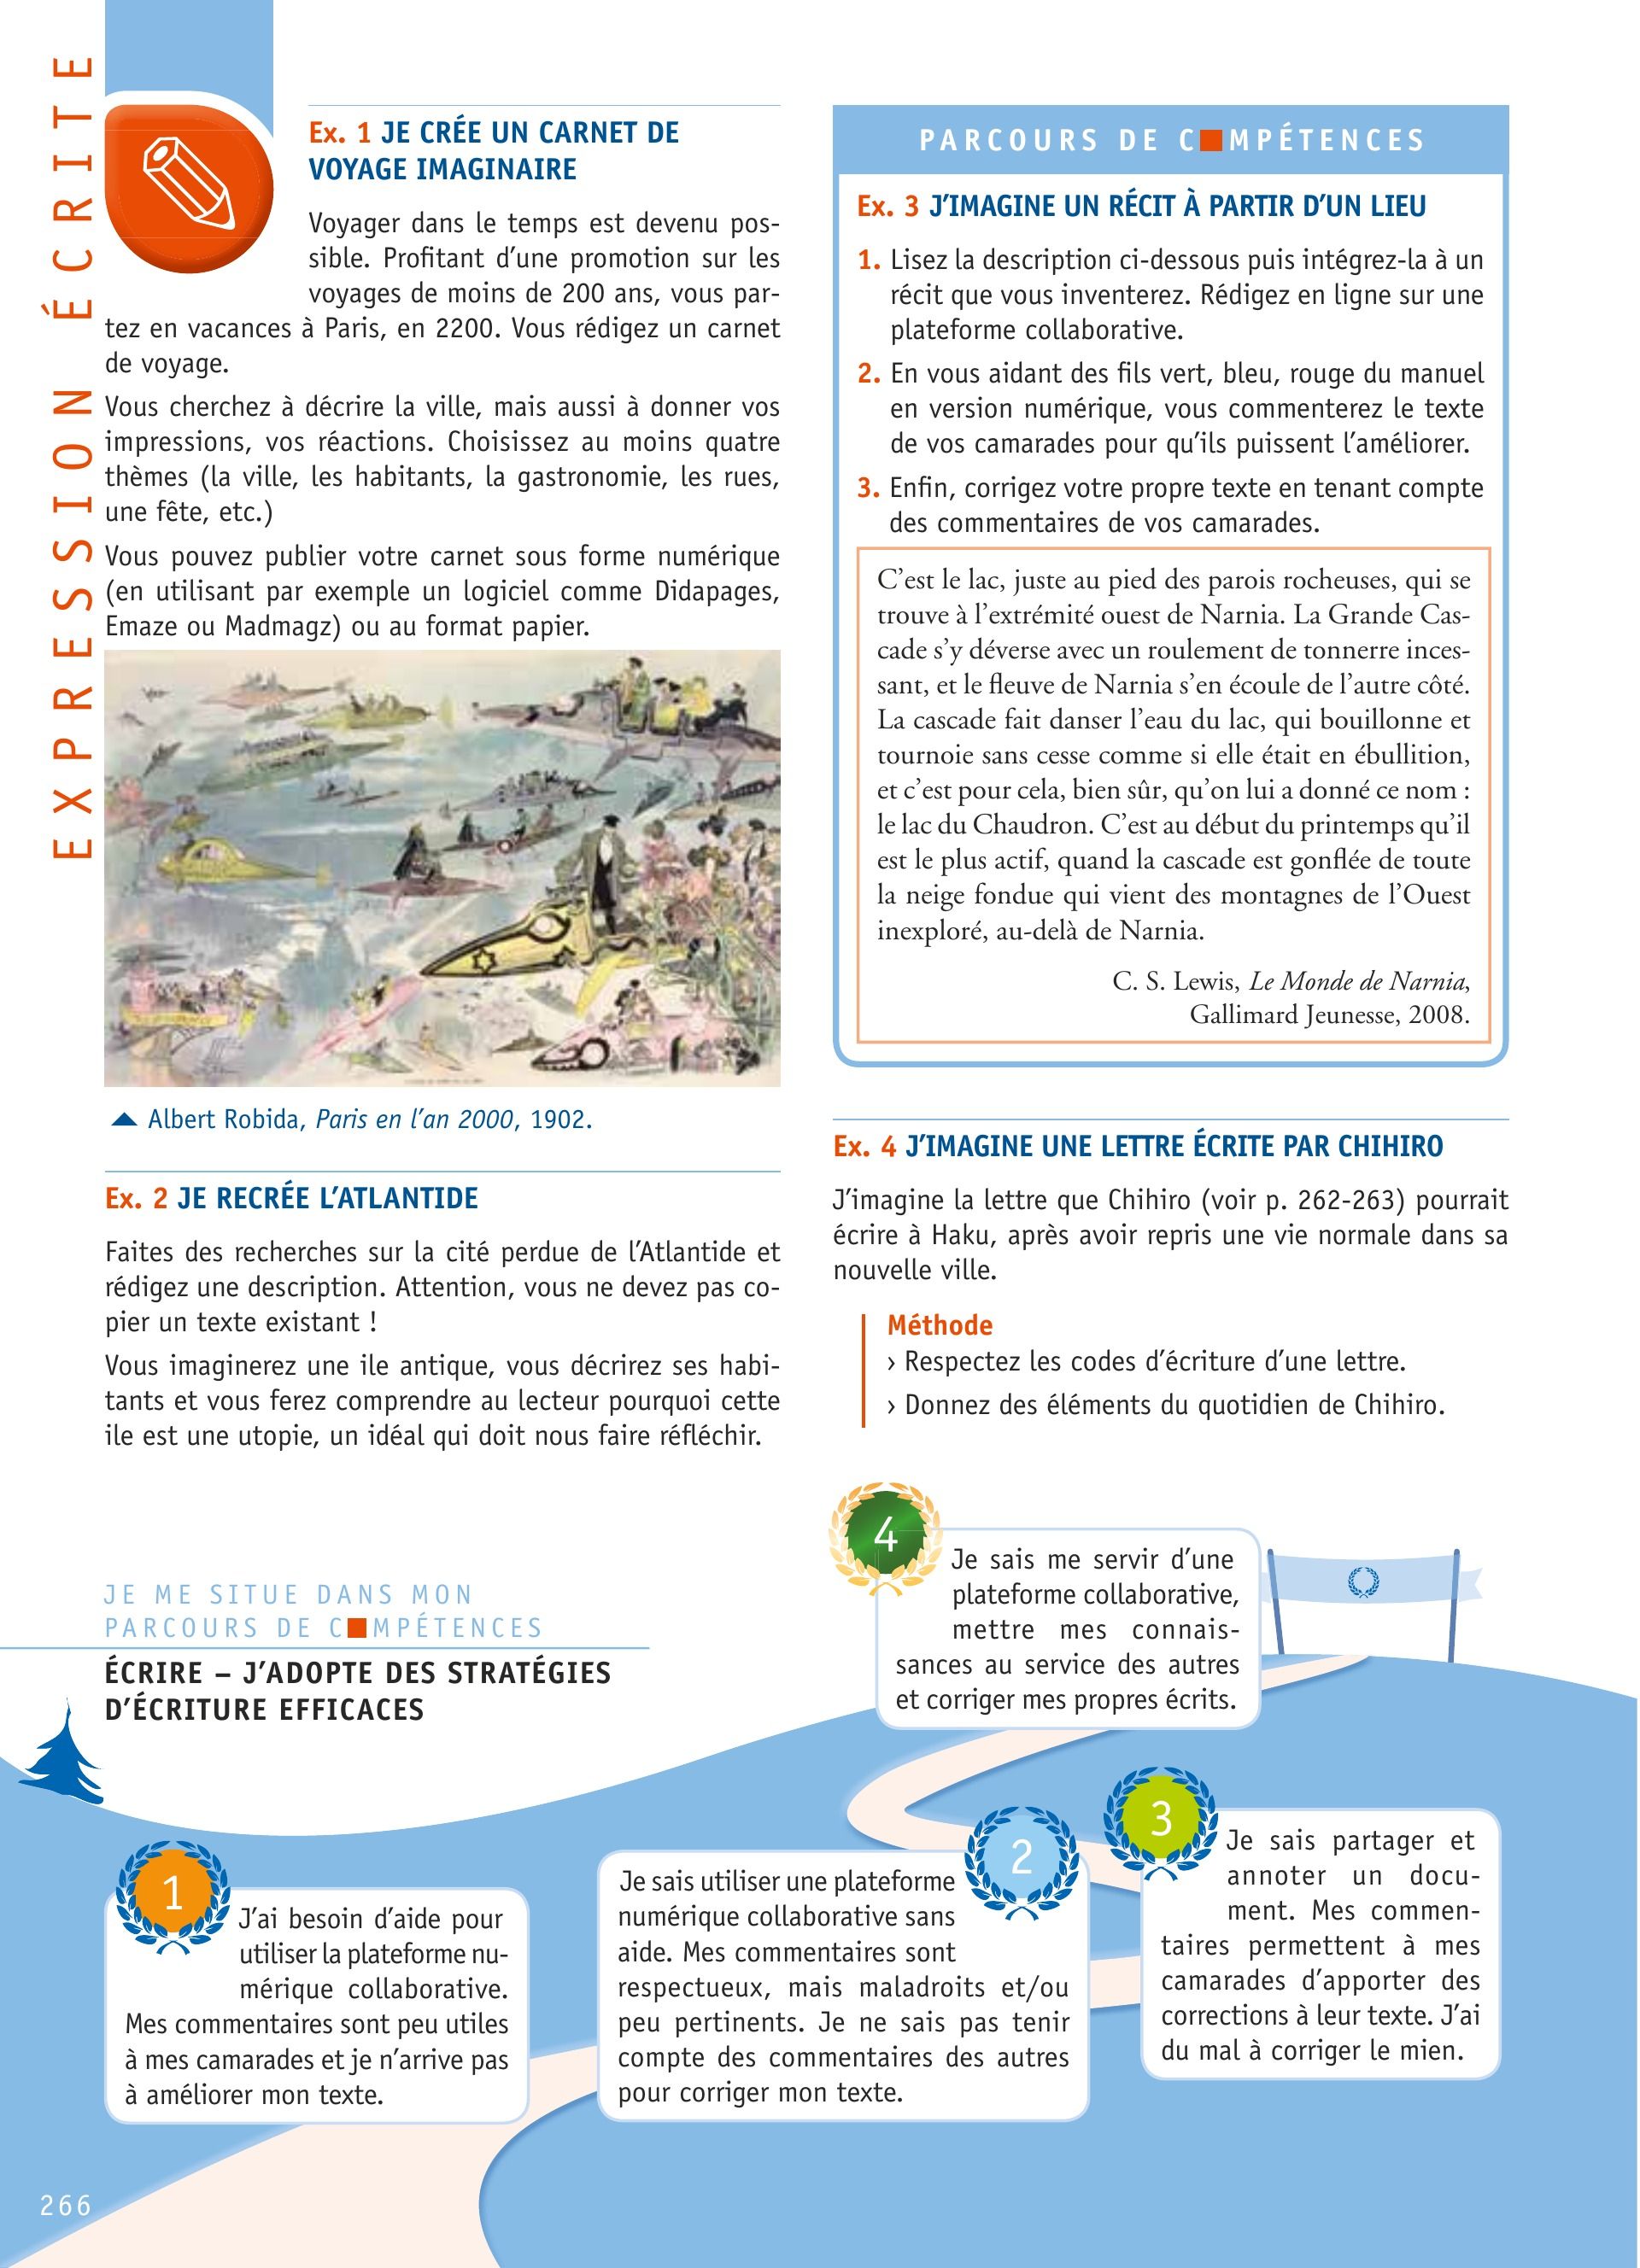 EXPRESSION ÉCRITE
Ex. 1 JE CRÉE UN CARNET DE
VOYAGE IMAGINAIRE
Voyager dans le temps est devenu pos-
sible. Profitant d’une promotion sur les
voyages de moins de 200 ans, vous par-
tez en vacances à Paris, en 2200. Vous rédigez un carnet
de voyage.
Vous cherchez à décrire la ville, mais aussi à donner vos
impressions, vos réactions. Choisissez au moins quatre
thèmes (la ville, les habitants, la gastronomie, les rues,
une fête, etc.)
Vous pouvez publier votre carnet sous forme numérique
(en utilisant par exemple un logiciel comme Didapages,
Emaze ou Madmagz) ou au format papier.
Albert Robida, Paris en l’an 2000, 1902.
Ex. 2 JE RECRÉE L’ATLANTIDE
Faites des recherches sur la cité perdue de l’Atlantide et
rédigez une description. Attention, vous ne devez pas co-
pier un texte existant !
Vous imaginerez une ile antique, vous décrirez ses habi-
tants et vous ferez comprendre au lecteur pourquoi cette
ile est une utopie, un idéal qui doit nous faire réfléchir.
PARCOURS DE C■MPÉTENCES
Ex. 3 J’IMAGINE UN RÉCIT À PARTIR D’UN LIEU
1. Lisez la description ci-dessous puis intégrez-la à un
récit que vous inventerez. Rédigez en ligne sur une
plateforme collaborative.
2. En vous aidant des fils vert, bleu, rouge du manuel
en version numérique, vous commenterez le texte
de vos camarades pour qu’ils puissent l’améliorer.
3. Enfin, corrigez votre propre texte en tenant compte
des commentaires de vos camarades.
C’est le lac, juste au pied des parois rocheuses, qui se
trouve à l’extrémité ouest de Narnia. La Grande Cas-
cade s’y déverse avec un roulement de tonnerre inces-
sant, et le fleuve de Narnia s’en écoule de l’autre côté.
La cascade fait danser l’eau du lac, qui bouillonne et
tournoie sans cesse comme si elle était en ébullition,
et c’est pour cela, bien sûr, qu’on lui a donné ce nom :
le lac du Chaudron. C’est au début du printemps qu’il
est le plus actif, quand la cascade est gonflée de toute
la neige fondue qui vient des montagnes de l’Ouest
inexploré, au-delà de Narnia.
C. S. Lewis, Le Monde de Narnia,
Gallimard Jeunesse, 2008.
Ex. 4 J’IMAGINE UNE LETTRE ÉCRITE PAR CHIHIRO
J’imagine la lettre que Chihiro (voir p. 262-263) pourrait
écrire à Haku, après avoir repris une vie normale dans sa
nouvelle ville.
Méthode
› Respectez les codes d’écriture d’une lettre.
› Donnez des éléments du quotidien de Chihiro.
JE ME SITUE DANS MON
PARCOURS DE C■MPÉTENCES
ÉCRIRE – J’ADOPTE DES STRATÉGIES
D’ÉCRITURE EFFICACES
1
J’ai besoin d’aide pour
utiliser la plateforme nu-
mérique collaborative.
Mes commentaires sont peu utiles
à mes camarades et je n’arrive pas
à améliorer mon texte.
2
Je sais utiliser une plateforme
numérique collaborative sans
aide. Mes commentaires sont
respectueux, mais maladroits et/ou
peu pertinents. Je ne sais pas tenir
compte des commentaires des autres
pour corriger mon texte.
3
Je sais partager et
annoter un docu-
ment. Mes commen-
taires permettent à mes
camarades d’apporter des
corrections à leur texte. J’ai
du mal à corriger le mien.
4
Je sais me servir d’une
plateforme collaborative,
mettre mes connais-
sances au service des autres
et corriger mes propres écrits.
266